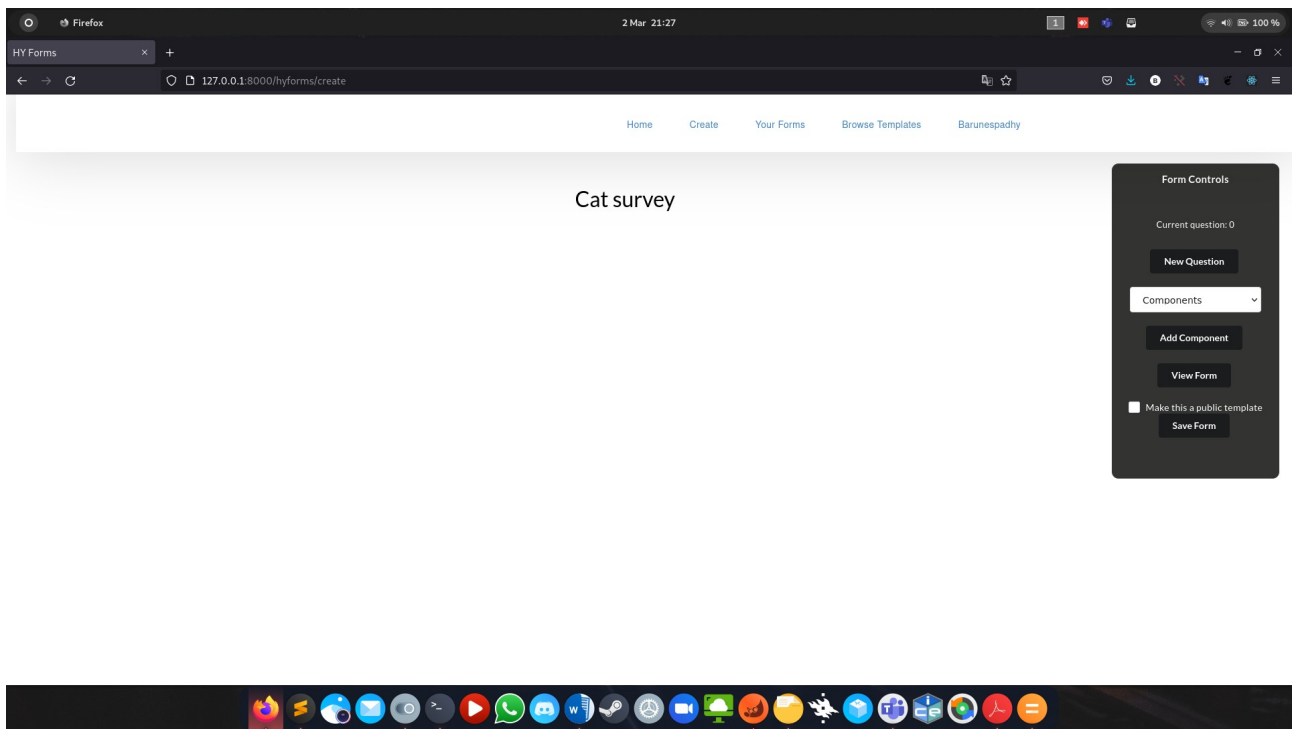 Firefox
2 Mar 21:27
1
100 %
HY Forms
127.0.0.1:8000/hyforms/create
Home Create Your Forms Browse Templates Barunespadhy
Cat survey
Form Controls
Current question: 0
New Question
Components
Add Component
View Form
Make this a public template
Save Form